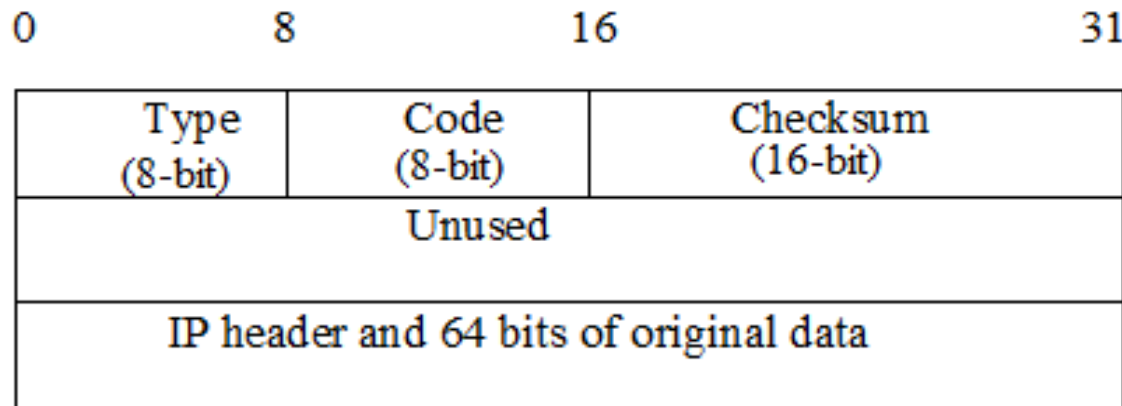 0 8 16 31
Type Code Checksum
(8-bit) (8-bit) (16-bit)
Unused
IP header and 64 bits of original data